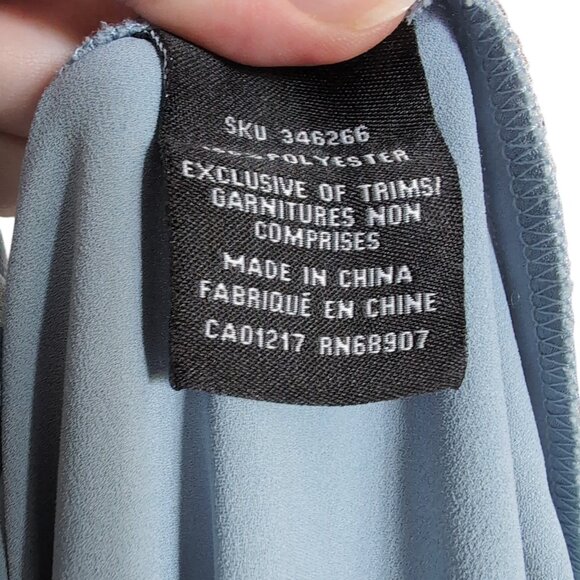 SKU 346266
POLYESTER
EXCLUSIVE OF TRIMS/
GARNITURES NON
COMPRISES
MADE IN CHINA
FABRIQUÉ EN CHINE
CA01217 RN68907